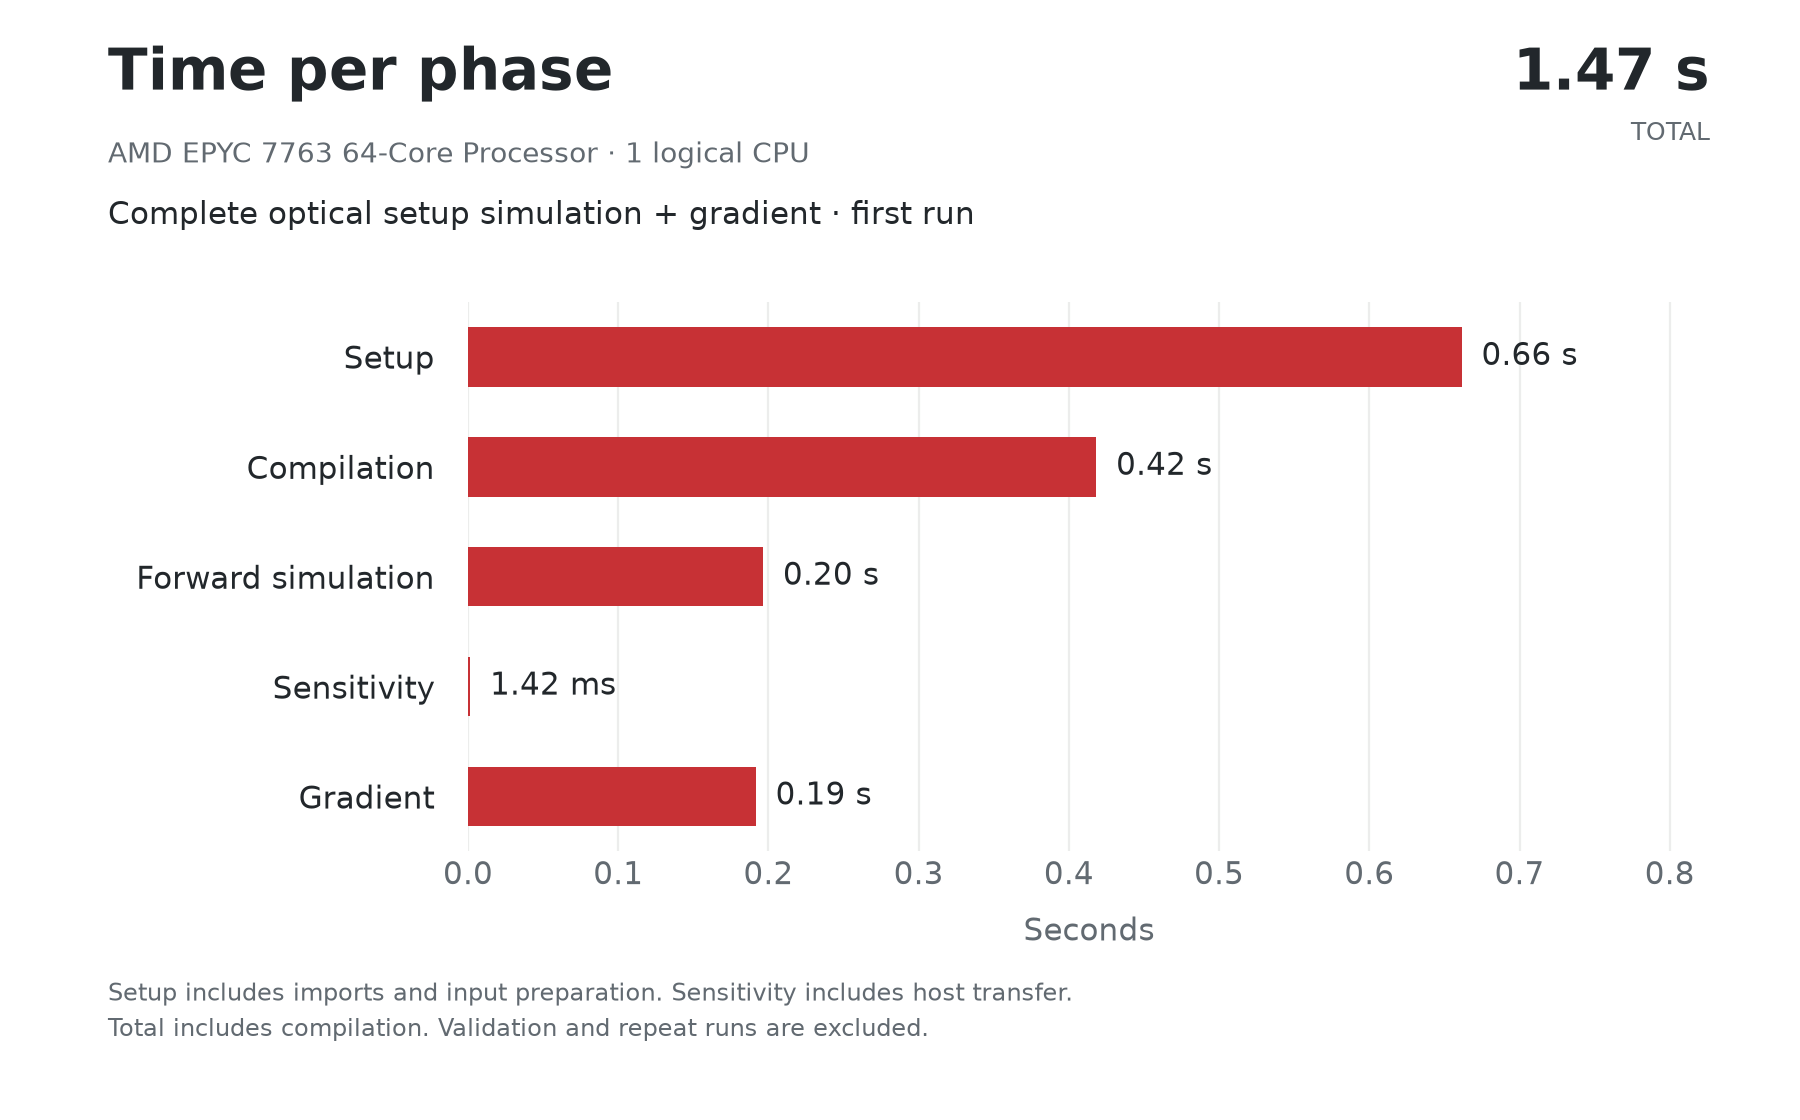 Time per phase
1.47 s
TOTAL
AMD EPYC 7763 64-Core Processor · 1 logical CPU
Complete optical setup simulation + gradient · first run
Setup
0.66 s
Compilation
0.42 s
Forward simulation
0.20 s
Sensitivity
1.42 ms
Gradient
0.19 s
0.0 0.1 0.2 0.3 0.4 0.5 0.6 0.7 0.8
Seconds
Setup includes imports and input preparation. Sensitivity includes host transfer.
Total includes compilation. Validation and repeat runs are excluded.